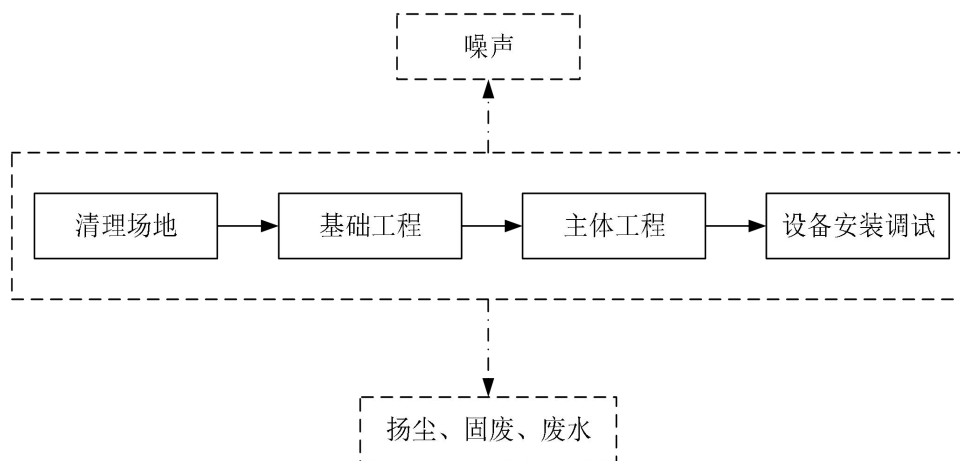 噪声
清理场地
基础工程
主体工程
设备安装调试
扬尘、固废、废水